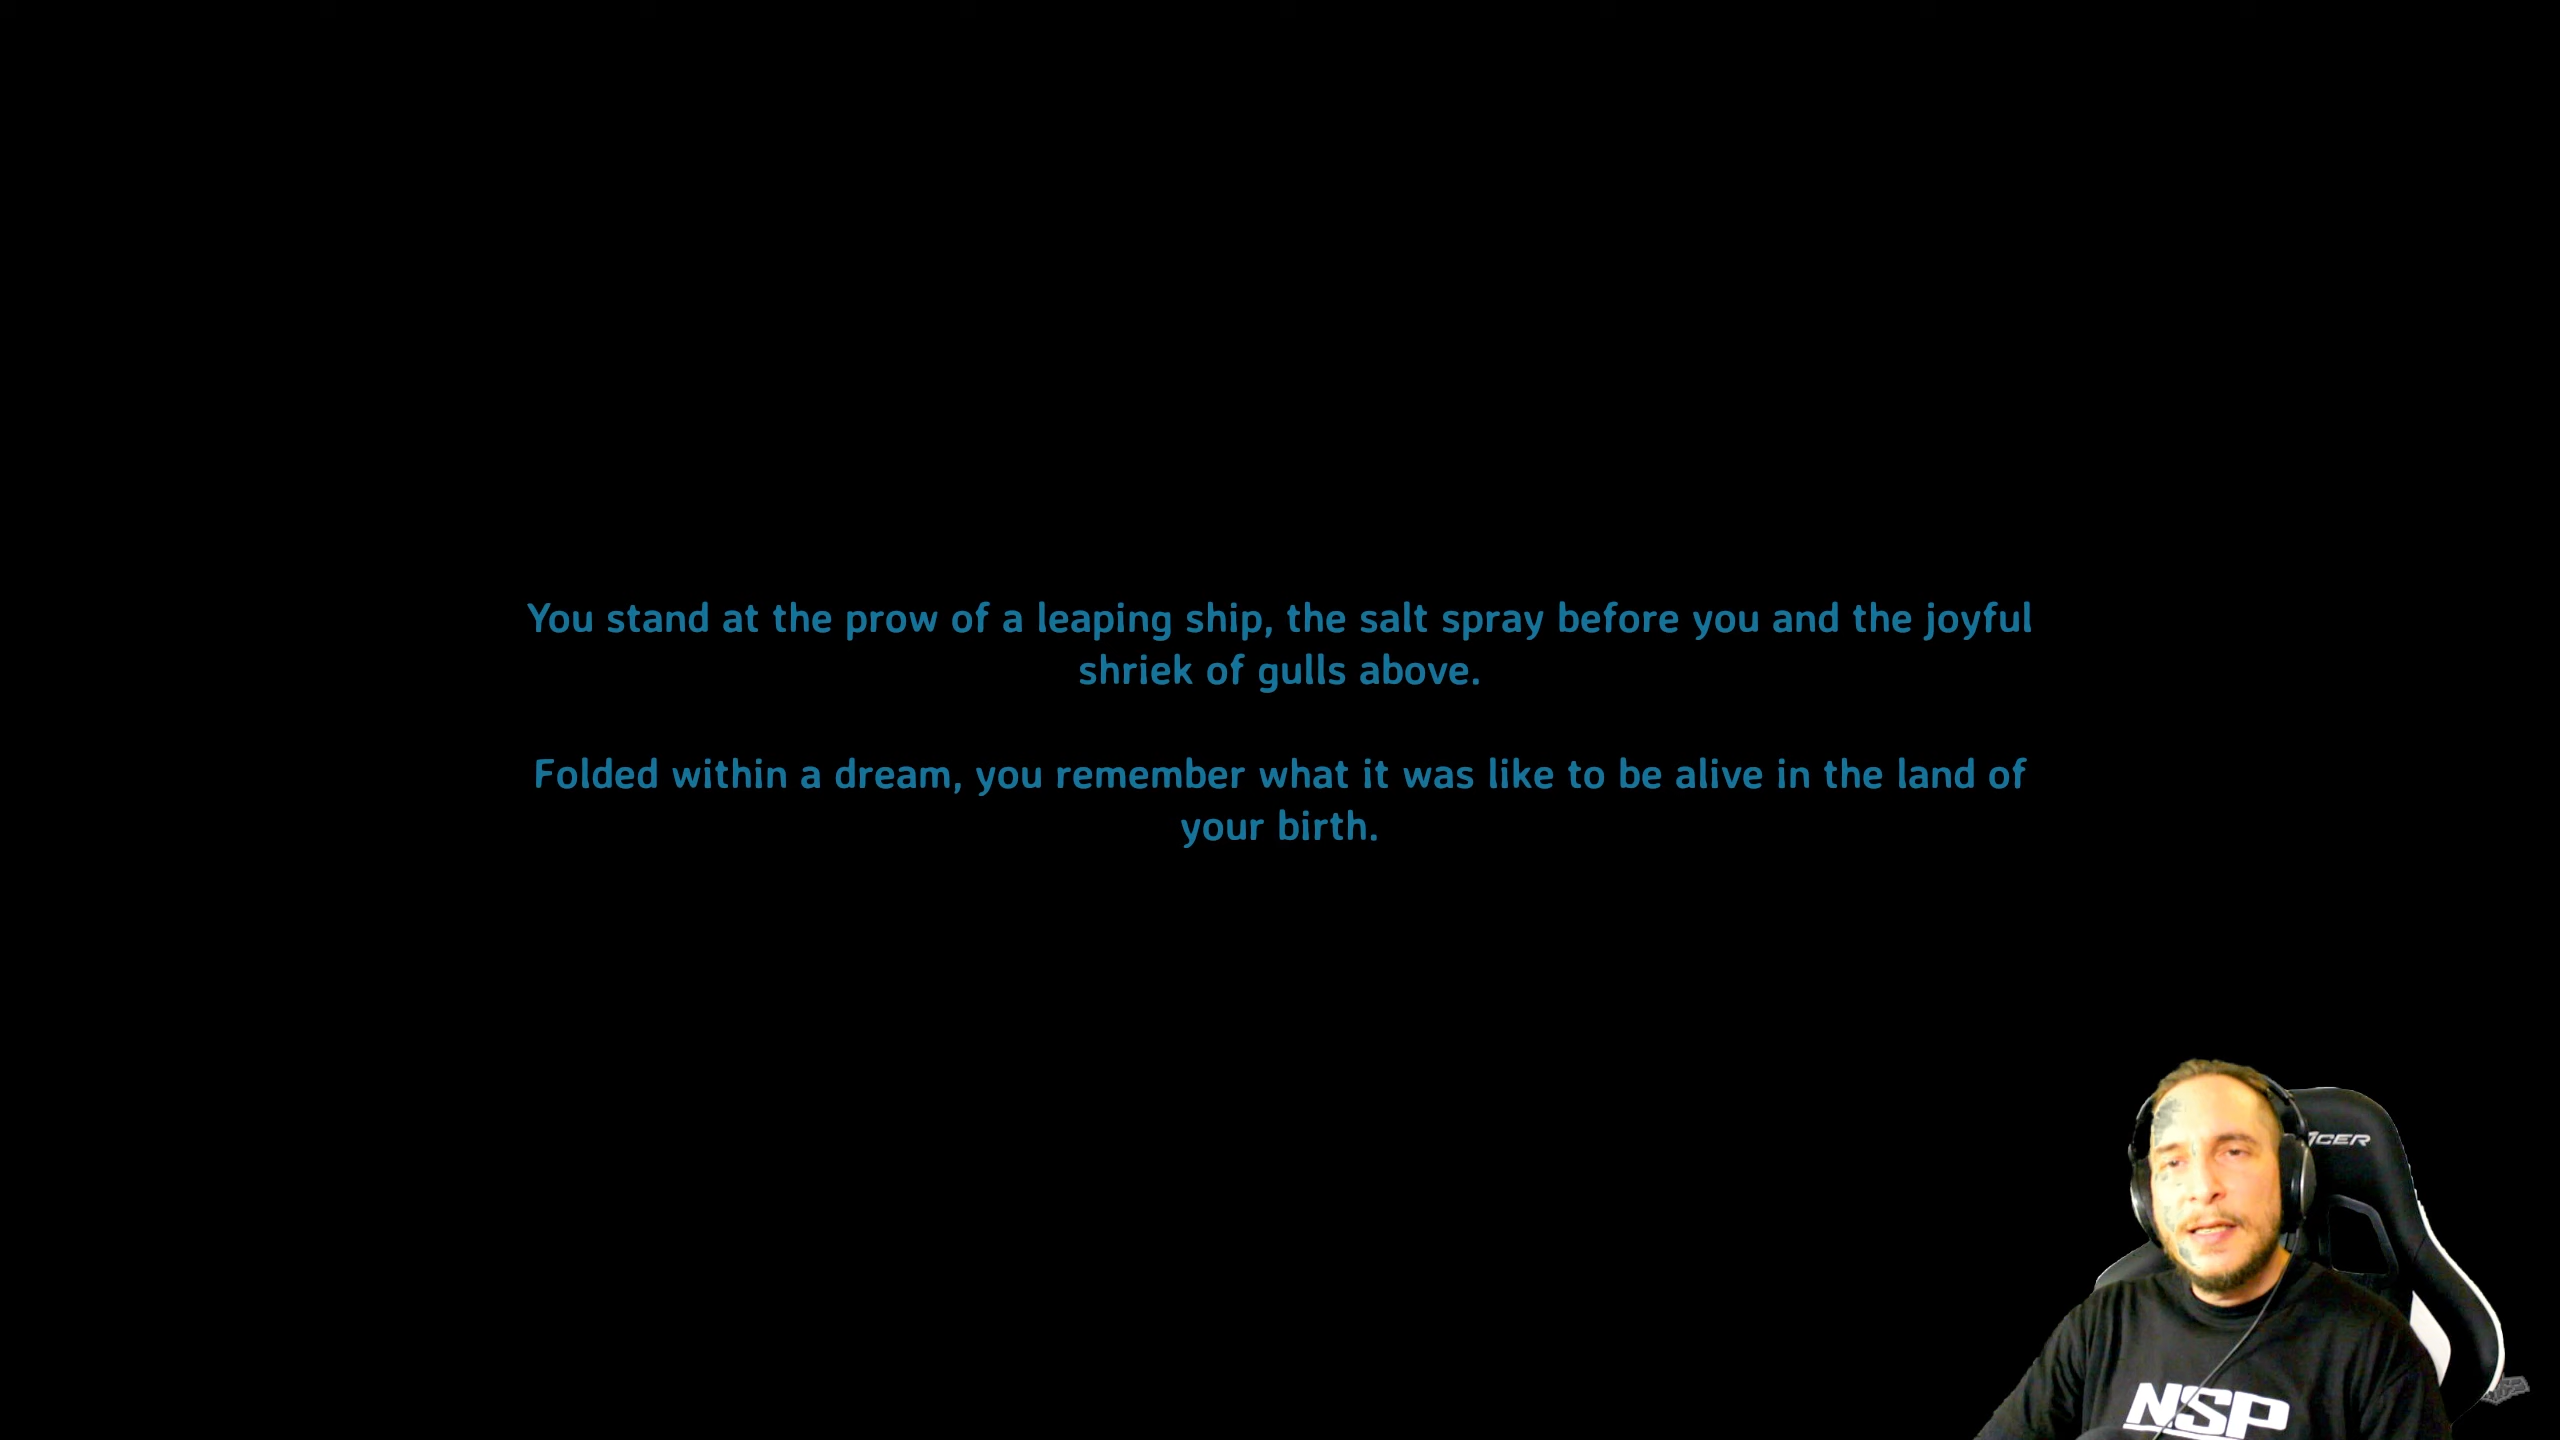 You stand at the prow of a leaping ship, the salt spray before you and the joyful
shriek of gulls above.
Folded within a dream, you remember what it was like to be alive in the land of
your birth.
NSP